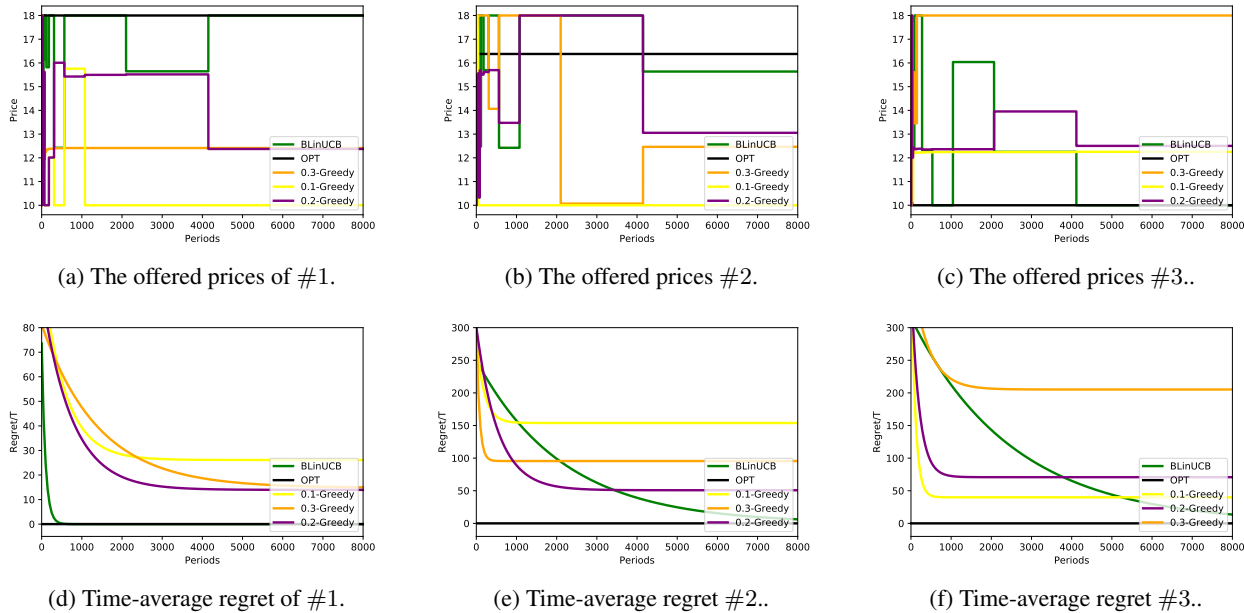 18
17
16
15
14
13
12
11
10
Price
BLinUCB
OPT
0.3-Greedy
0.1-Greedy
0.2-Greedy
0 1000 2000 3000 4000 5000 6000 7000 8000
Periods
(a) The offered prices of #1.
18
17
16
15
14
13
12
11
10
Price
BLinUCB
OPT
0.3-Greedy
0.1-Greedy
0.2-Greedy
0 1000 2000 3000 4000 5000 6000 7000 8000
Periods
(b) The offered prices #2.
18
17
16
15
14
13
12
11
10
Price
BLinUCB
OPT
0.3-Greedy
0.1-Greedy
0.2-Greedy
0 1000 2000 3000 4000 5000 6000 7000 8000
Periods
(c) The offered prices #3..
80
70
60
50
40
30
20
10
0
Regret/T
BLinUCB
OPT
0.1-Greedy
0.3-Greedy
0.2-Greedy
0 1000 2000 3000 4000 5000 6000 7000 8000
Periods
(d) Time-average regret of #1.
300
250
200
150
100
50
0
Regret/T
BLinUCB
OPT
0.1-Greedy
0.3-Greedy
0.2-Greedy
0 1000 2000 3000 4000 5000 6000 7000 8000
Periods
(e) Time-average regret #2..
300
250
200
150
100
50
0
Regret/T
BLinUCB
OPT
0.1-Greedy
0.2-Greedy
0.3-Greedy
0 1000 2000 3000 4000 5000 6000 7000 8000
Periods
(f) Time-average regret #3..